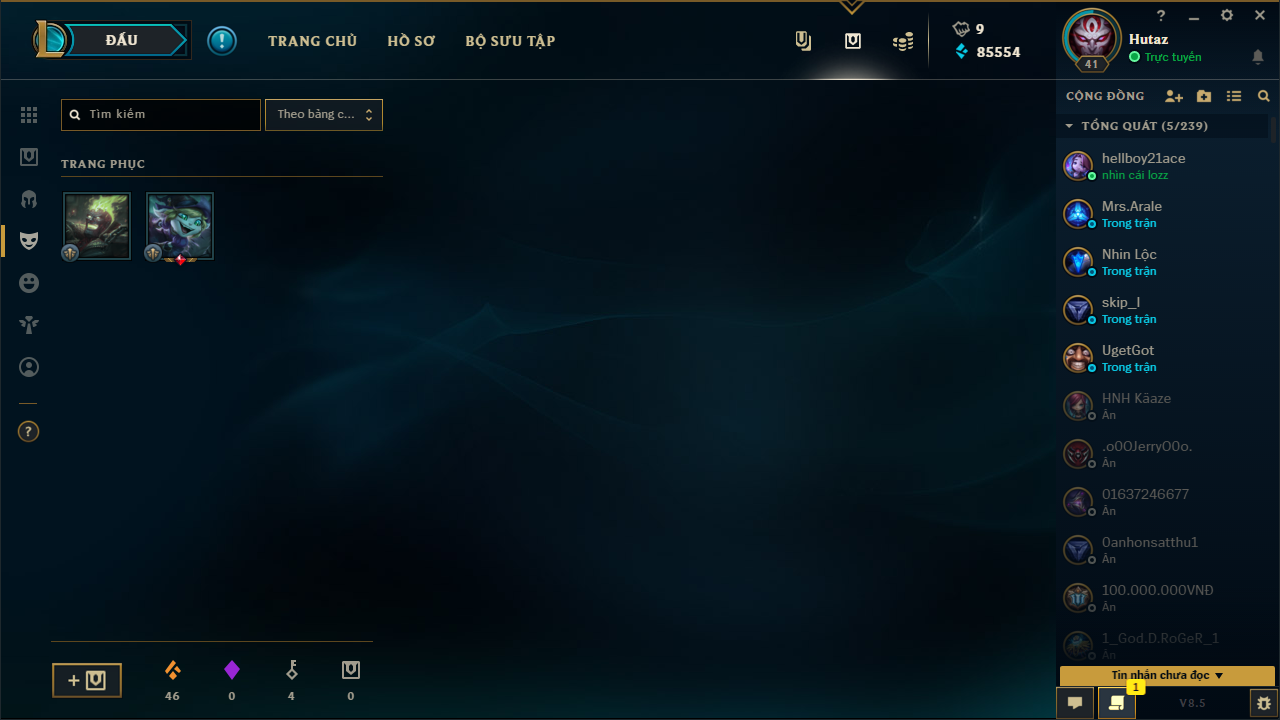 ĐẤU
TRANG CHỦ
HỒ SƠ
BỘ SƯU TẬP
9
85554
41
?
Hutaz
Trực tuyến
Tìm kiếm
Theo bảng c...
TRANG PHỤC
?
46
0
4
0
CỘNG ĐỒNG
TỔNG QUÁT (5/239)
hellboy21ace
nhìn cái lozz
Mrs.Arale
Trong trận
Nhin Lộc
Trong trận
skip_I
Trong trận
UgetGot
Trong trận
HNH Kãaze
Ẩn
.o0OJerryO0o.
Ẩn
01637246677
Ẩn
0anhonsatthu1
Ẩn
100.000.000VNĐ
Ẩn
1_God.D.RoGeR_1
Ẩn
Tin nhắn chưa đọc
1
V8.5